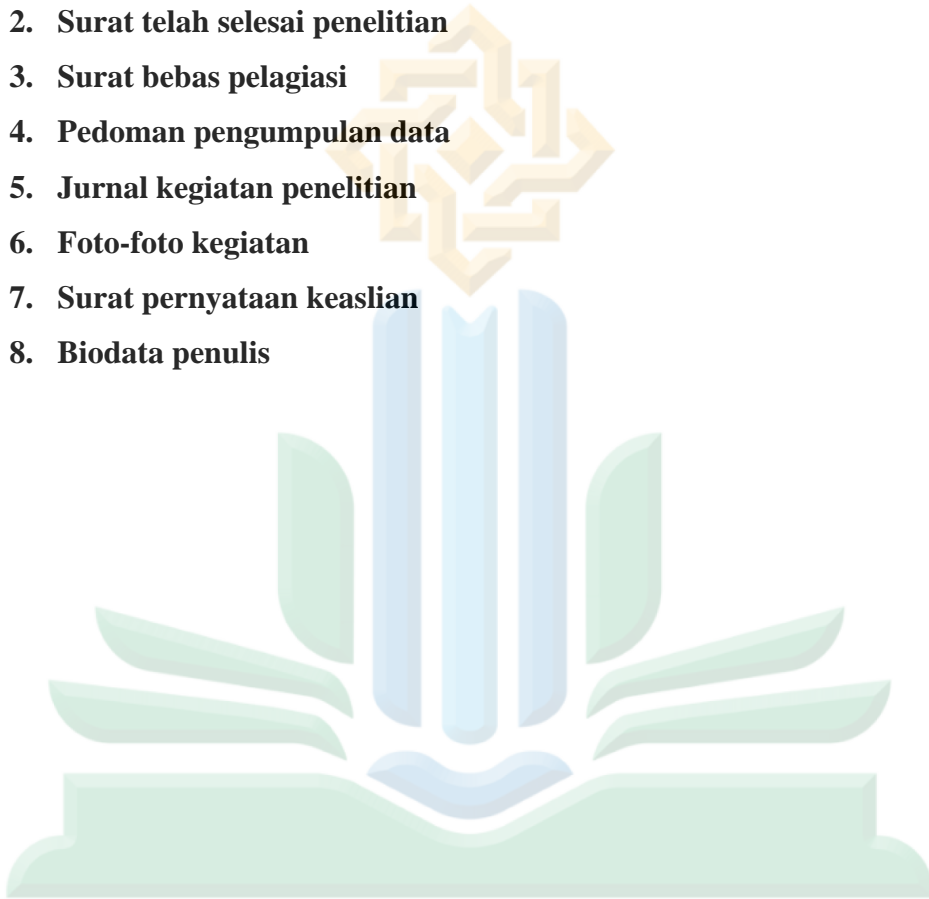 2. Surat telah selesai penelitian
3. Surat bebas pelagiasi
4. Pedoman pengumpulan data
5. Jurnal kegiatan penelitian
6. Foto-foto kegiatan
7. Surat pernyataan keaslian
8. Biodata penulis